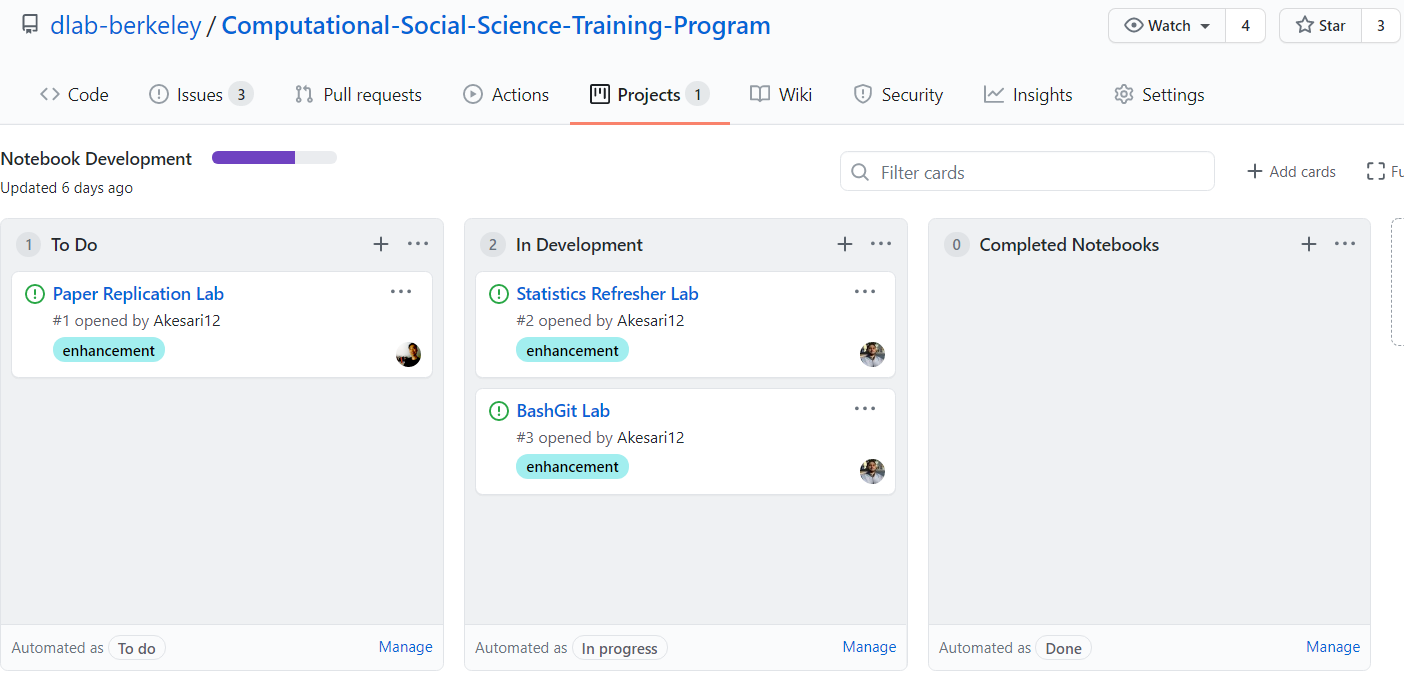 dlab-berkeley / Computational-Social-Science-Training-Program
Watch 4 Star 3
Code Issues 3 Pull requests Actions Projects 1 Wiki Security Insights Settings
Notebook Development
Updated 6 days ago
Filter cards
+ Add cards
Fu
1 To Do
Paper Replication Lab
#1 opened by Akesari12
enhancement
Automated as To do Manage
2 In Development
Statistics Refresher Lab
#2 opened by Akesari12
enhancement
BashGit Lab
#3 opened by Akesari12
enhancement
Automated as In progress Manage
0 Completed Notebooks
Automated as Done Manage